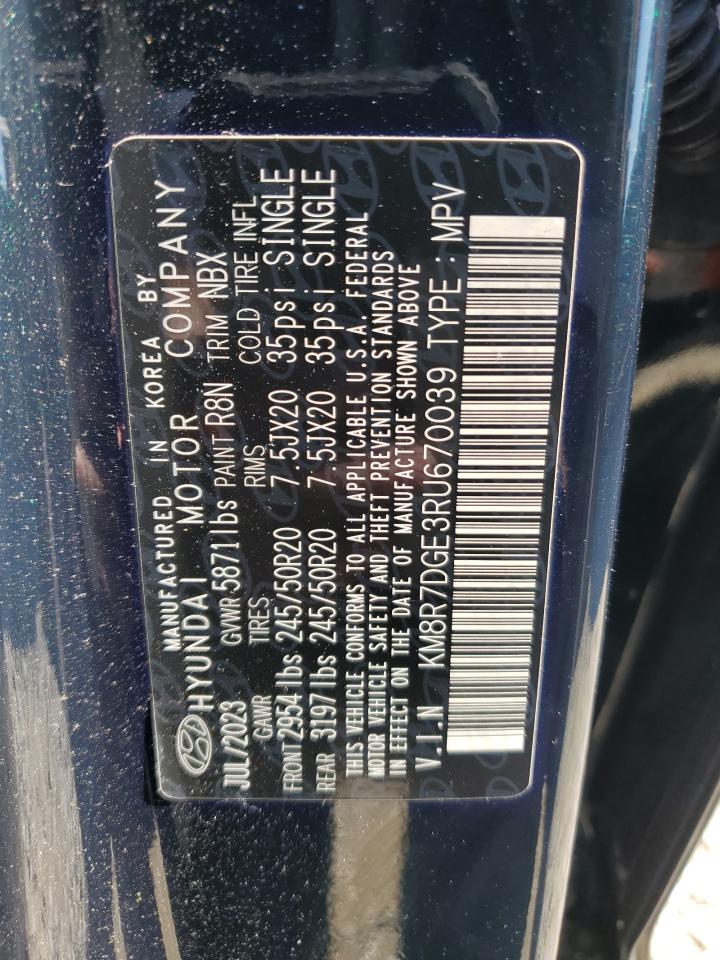 MANUFACTURED IN KOREA BY
HYUNDAI MOTOR COMPANY
JUL/2023 GVWR 5871lbs PAINT R8N TRIM NBX
GAWR TIRES RIMS COLD TIRE INFL
FRONT 2954lbs 245/50R20 7.5JX20 35psi SINGLE
REAR 3197lbs 245/50R20 7.5JX20 35psi SINGLE
THIS VEHICLE CONFORMS TO ALL APPLICABLE U.S.A. FEDERAL
MOTOR VEHICLE SAFETY AND THEFT PREVENTION STANDARDS
IN EFFECT ON THE DATE OF MANUFACTURE SHOWN ABOVE
V.I.N KM8R7DGE3RU670039 TYPE : MPV